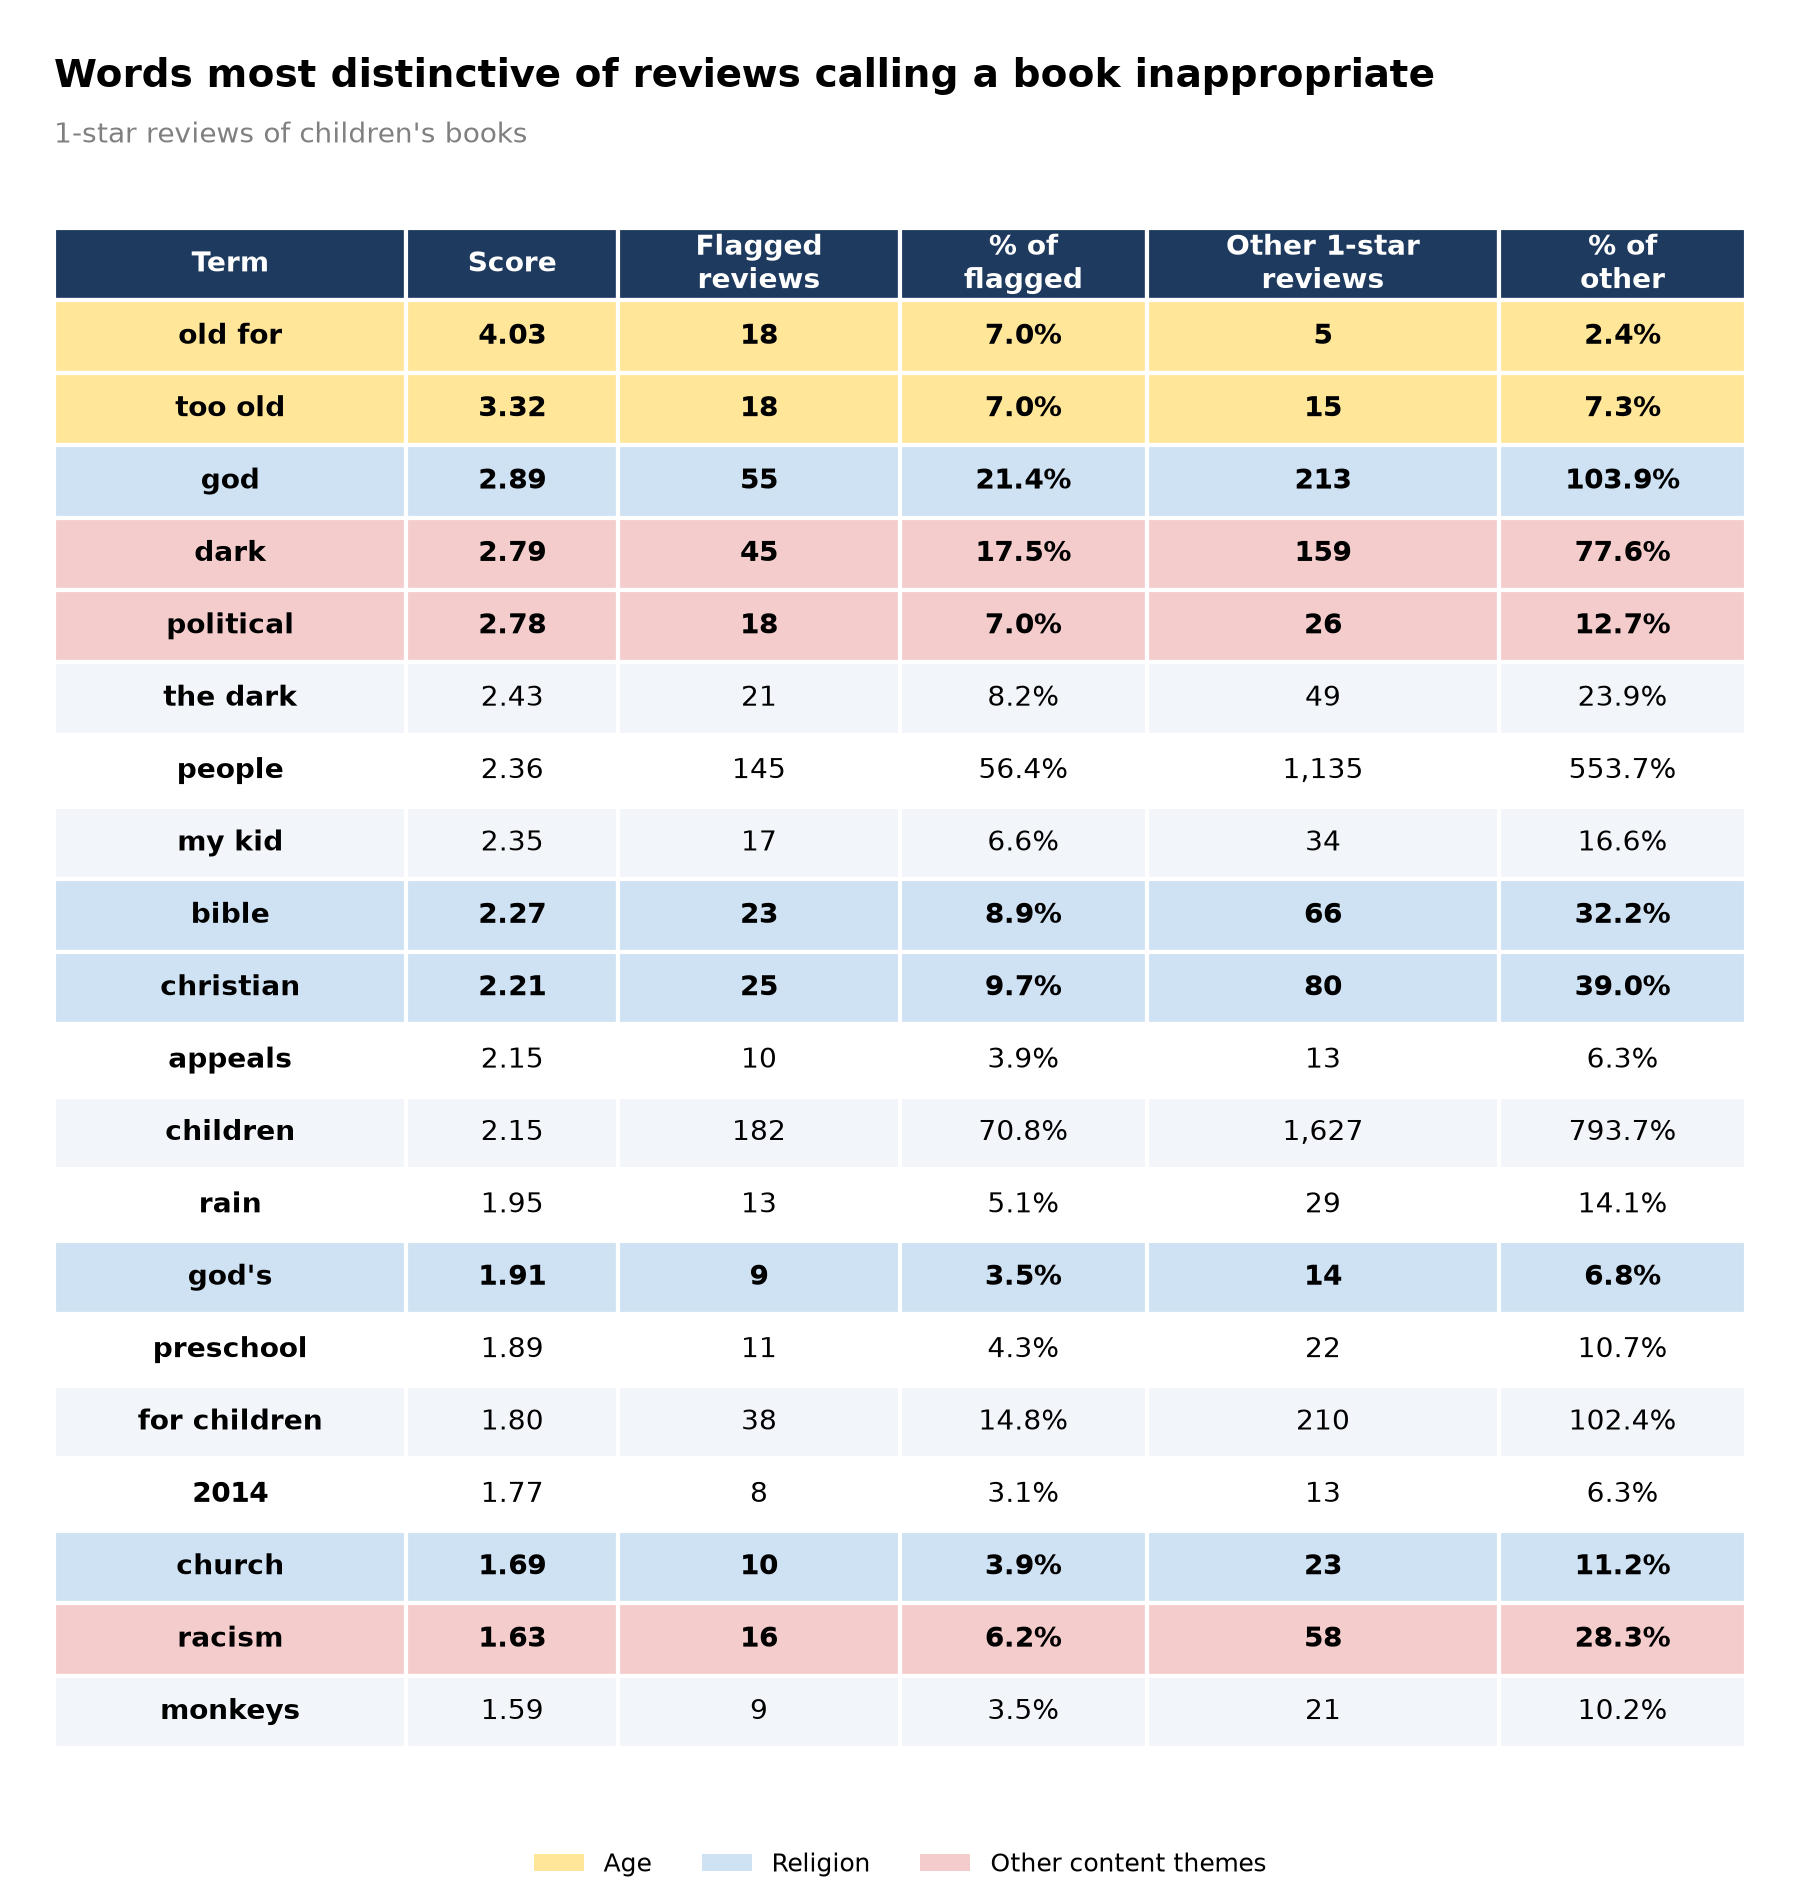 Words most distinctive of reviews calling a book inappropriate
1-star reviews of children's books
Term Score Flagged reviews % of flagged Other 1-star reviews % of other
old for 4.03 18 7.0% 5 2.4%
too old 3.32 18 7.0% 15 7.3%
god 2.89 55 21.4% 213 103.9%
dark 2.79 45 17.5% 159 77.6%
political 2.78 18 7.0% 26 12.7%
the dark 2.43 21 8.2% 49 23.9%
people 2.36 145 56.4% 1,135 553.7%
my kid 2.35 17 6.6% 34 16.6%
bible 2.27 23 8.9% 66 32.2%
christian 2.21 25 9.7% 80 39.0%
appeals 2.15 10 3.9% 13 6.3%
children 2.15 182 70.8% 1,627 793.7%
rain 1.95 13 5.1% 29 14.1%
god's 1.91 9 3.5% 14 6.8%
preschool 1.89 11 4.3% 22 10.7%
for children 1.80 38 14.8% 210 102.4%
2014 1.77 8 3.1% 13 6.3%
church 1.69 10 3.9% 23 11.2%
racism 1.63 16 6.2% 58 28.3%
monkeys 1.59 9 3.5% 21 10.2%
Age Religion Other content themes